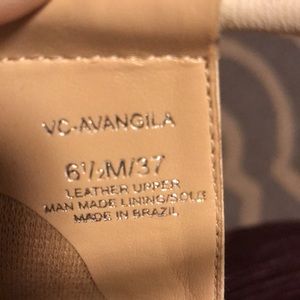 VC-AVANGILA
6½M/37
LEATHER UPPER
MAN MADE LINING/SOLE
MADE IN BRAZIL